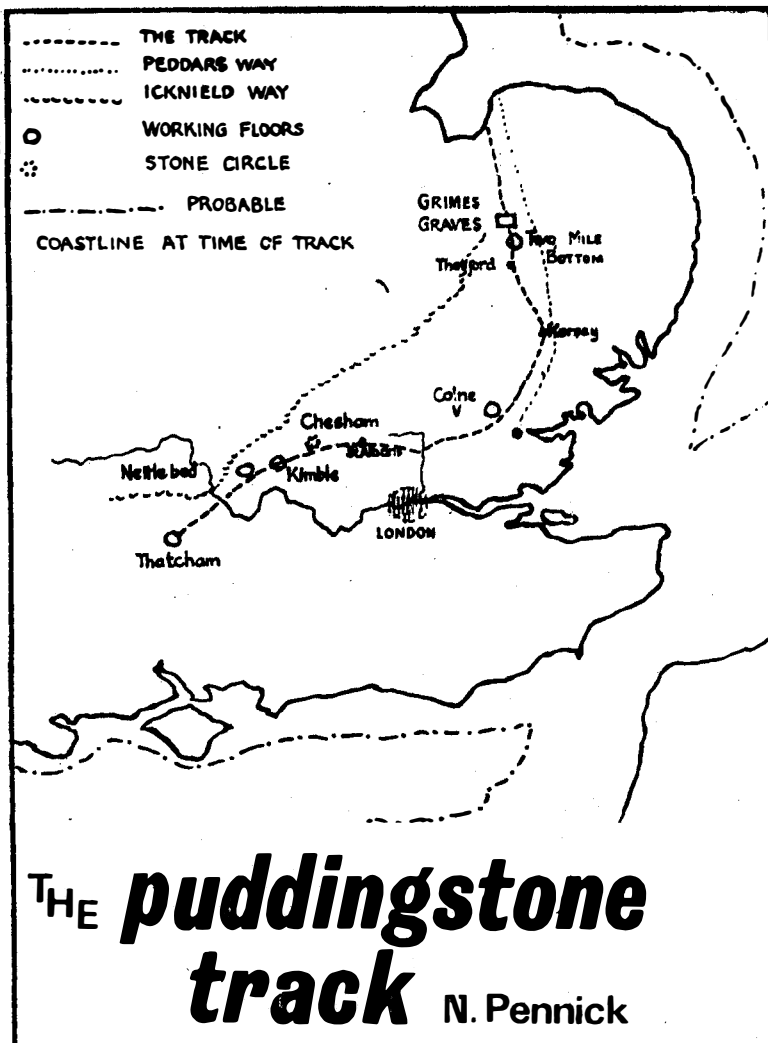 THE TRACK
PEDDARS WAY
ICKNIELD WAY
WORKING FLOORS
STONE CIRCLE
PROBABLE
COASTLINE AT TIME OF TRACK
GRIMES
GRAVES
TWO MILE
BOTTOM
Thetford
Colne
V
Chesham
Nettlebed
Kimble
LONDON
Thatcham
THE puddingstone
track N. Pennick